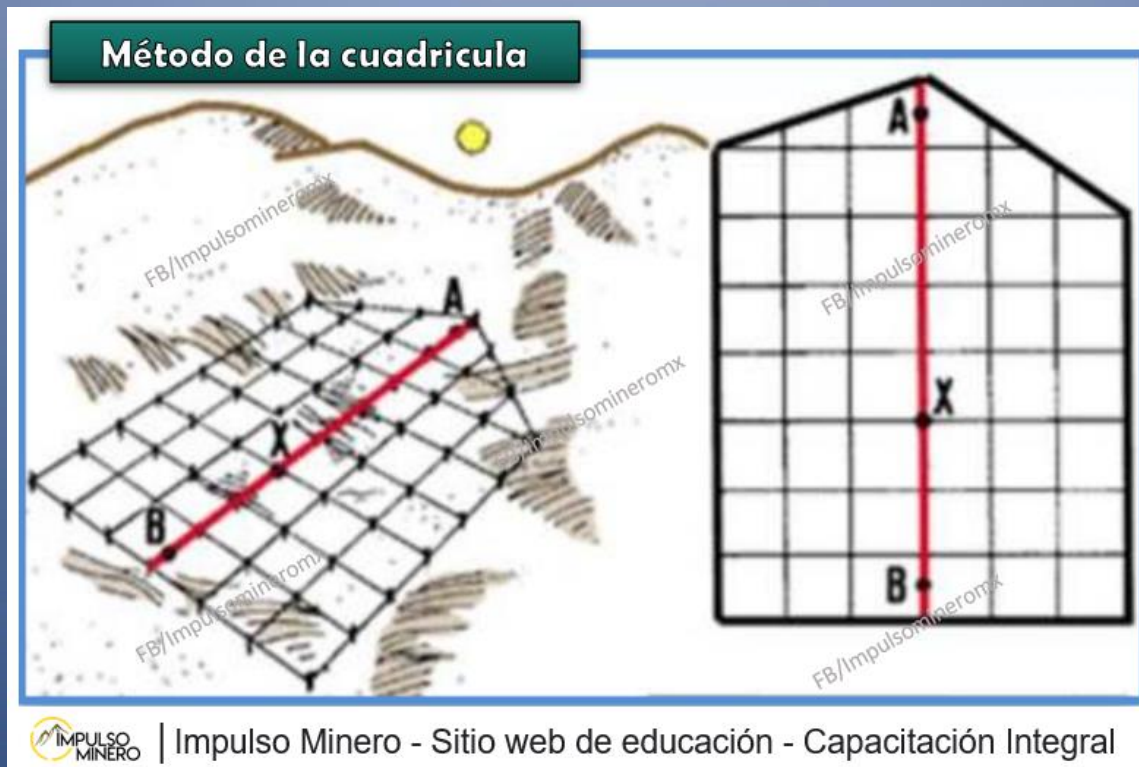 Método de la cuadricula
A
X
B
FB/Impulsomineromx
FB/Impulsomineromx
FB/Impulsomineromx
A
X
B
FB/Impulsomineromx
FB/Impulsomineromx
IMPULSO
MINERO
| Impulso Minero - Sitio web de educación - Capacitación Integral